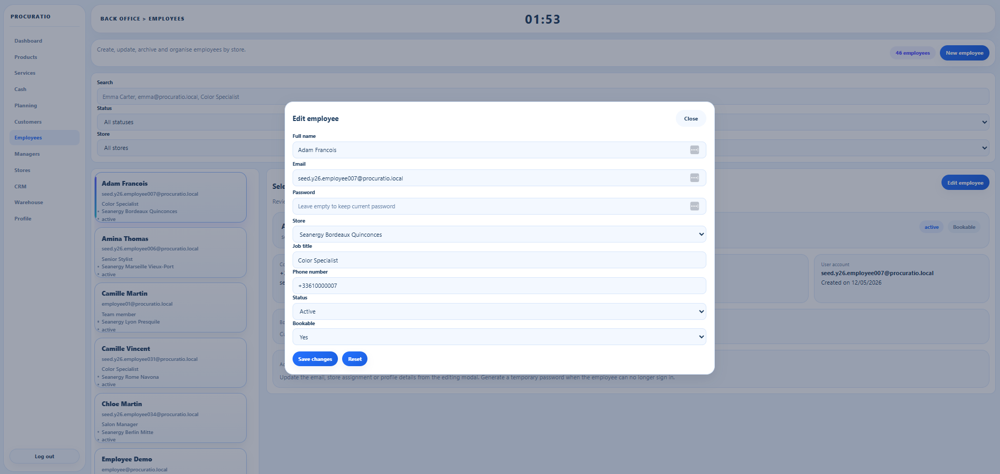 PROCURATIO
Dashboard
Products
Services
Cash
Planning
Customers
Employees
Managers
Stores
CRM
Warehouse
Profile
Log out
BACK OFFICE > EMPLOYEES
01:53
Create, update, archive and organise employees by store.
46 employees
New employee
Search
Emma Carter, emma@procuratio.local, Color Specialist
Status
All statuses
Store
All stores
Adam Francois
seed.y26.employee007@procuratio.local
Color Specialist
Seanergy Bordeaux Quinconces
active
Amina Thomas
seed.y26.employee006@procuratio.local
Senior Stylist
Seanergy Marseille Vieux-Port
active
Camille Martin
employee01@procuratio.local
Team member
Seanergy Lyon Presquile
active
Camille Vincent
seed.y26.employee031@procuratio.local
Color Specialist
Seanergy Rome Navona
active
Chloe Martin
seed.y26.employee034@procuratio.local
Salon Manager
Seanergy Berlin Mitte
active
Employee Demo
employee@procuratio.local
Edit employee
Close
Full name
Adam Francois
Email
seed.y26.employee007@procuratio.local
Password
Leave empty to keep current password
Store
Seanergy Bordeaux Quinconces
Job title
Color Specialist
Phone number
+33610000007
Status
Active
Bookable
Yes
Save changes
Reset
Edit employee
active
Bookable
User account
seed.y26.employee007@procuratio.local
Created on 12/05/2026
Update the email, store assignment or profile details from the editing modal. Generate a temporary password when the employee can no longer sign in.